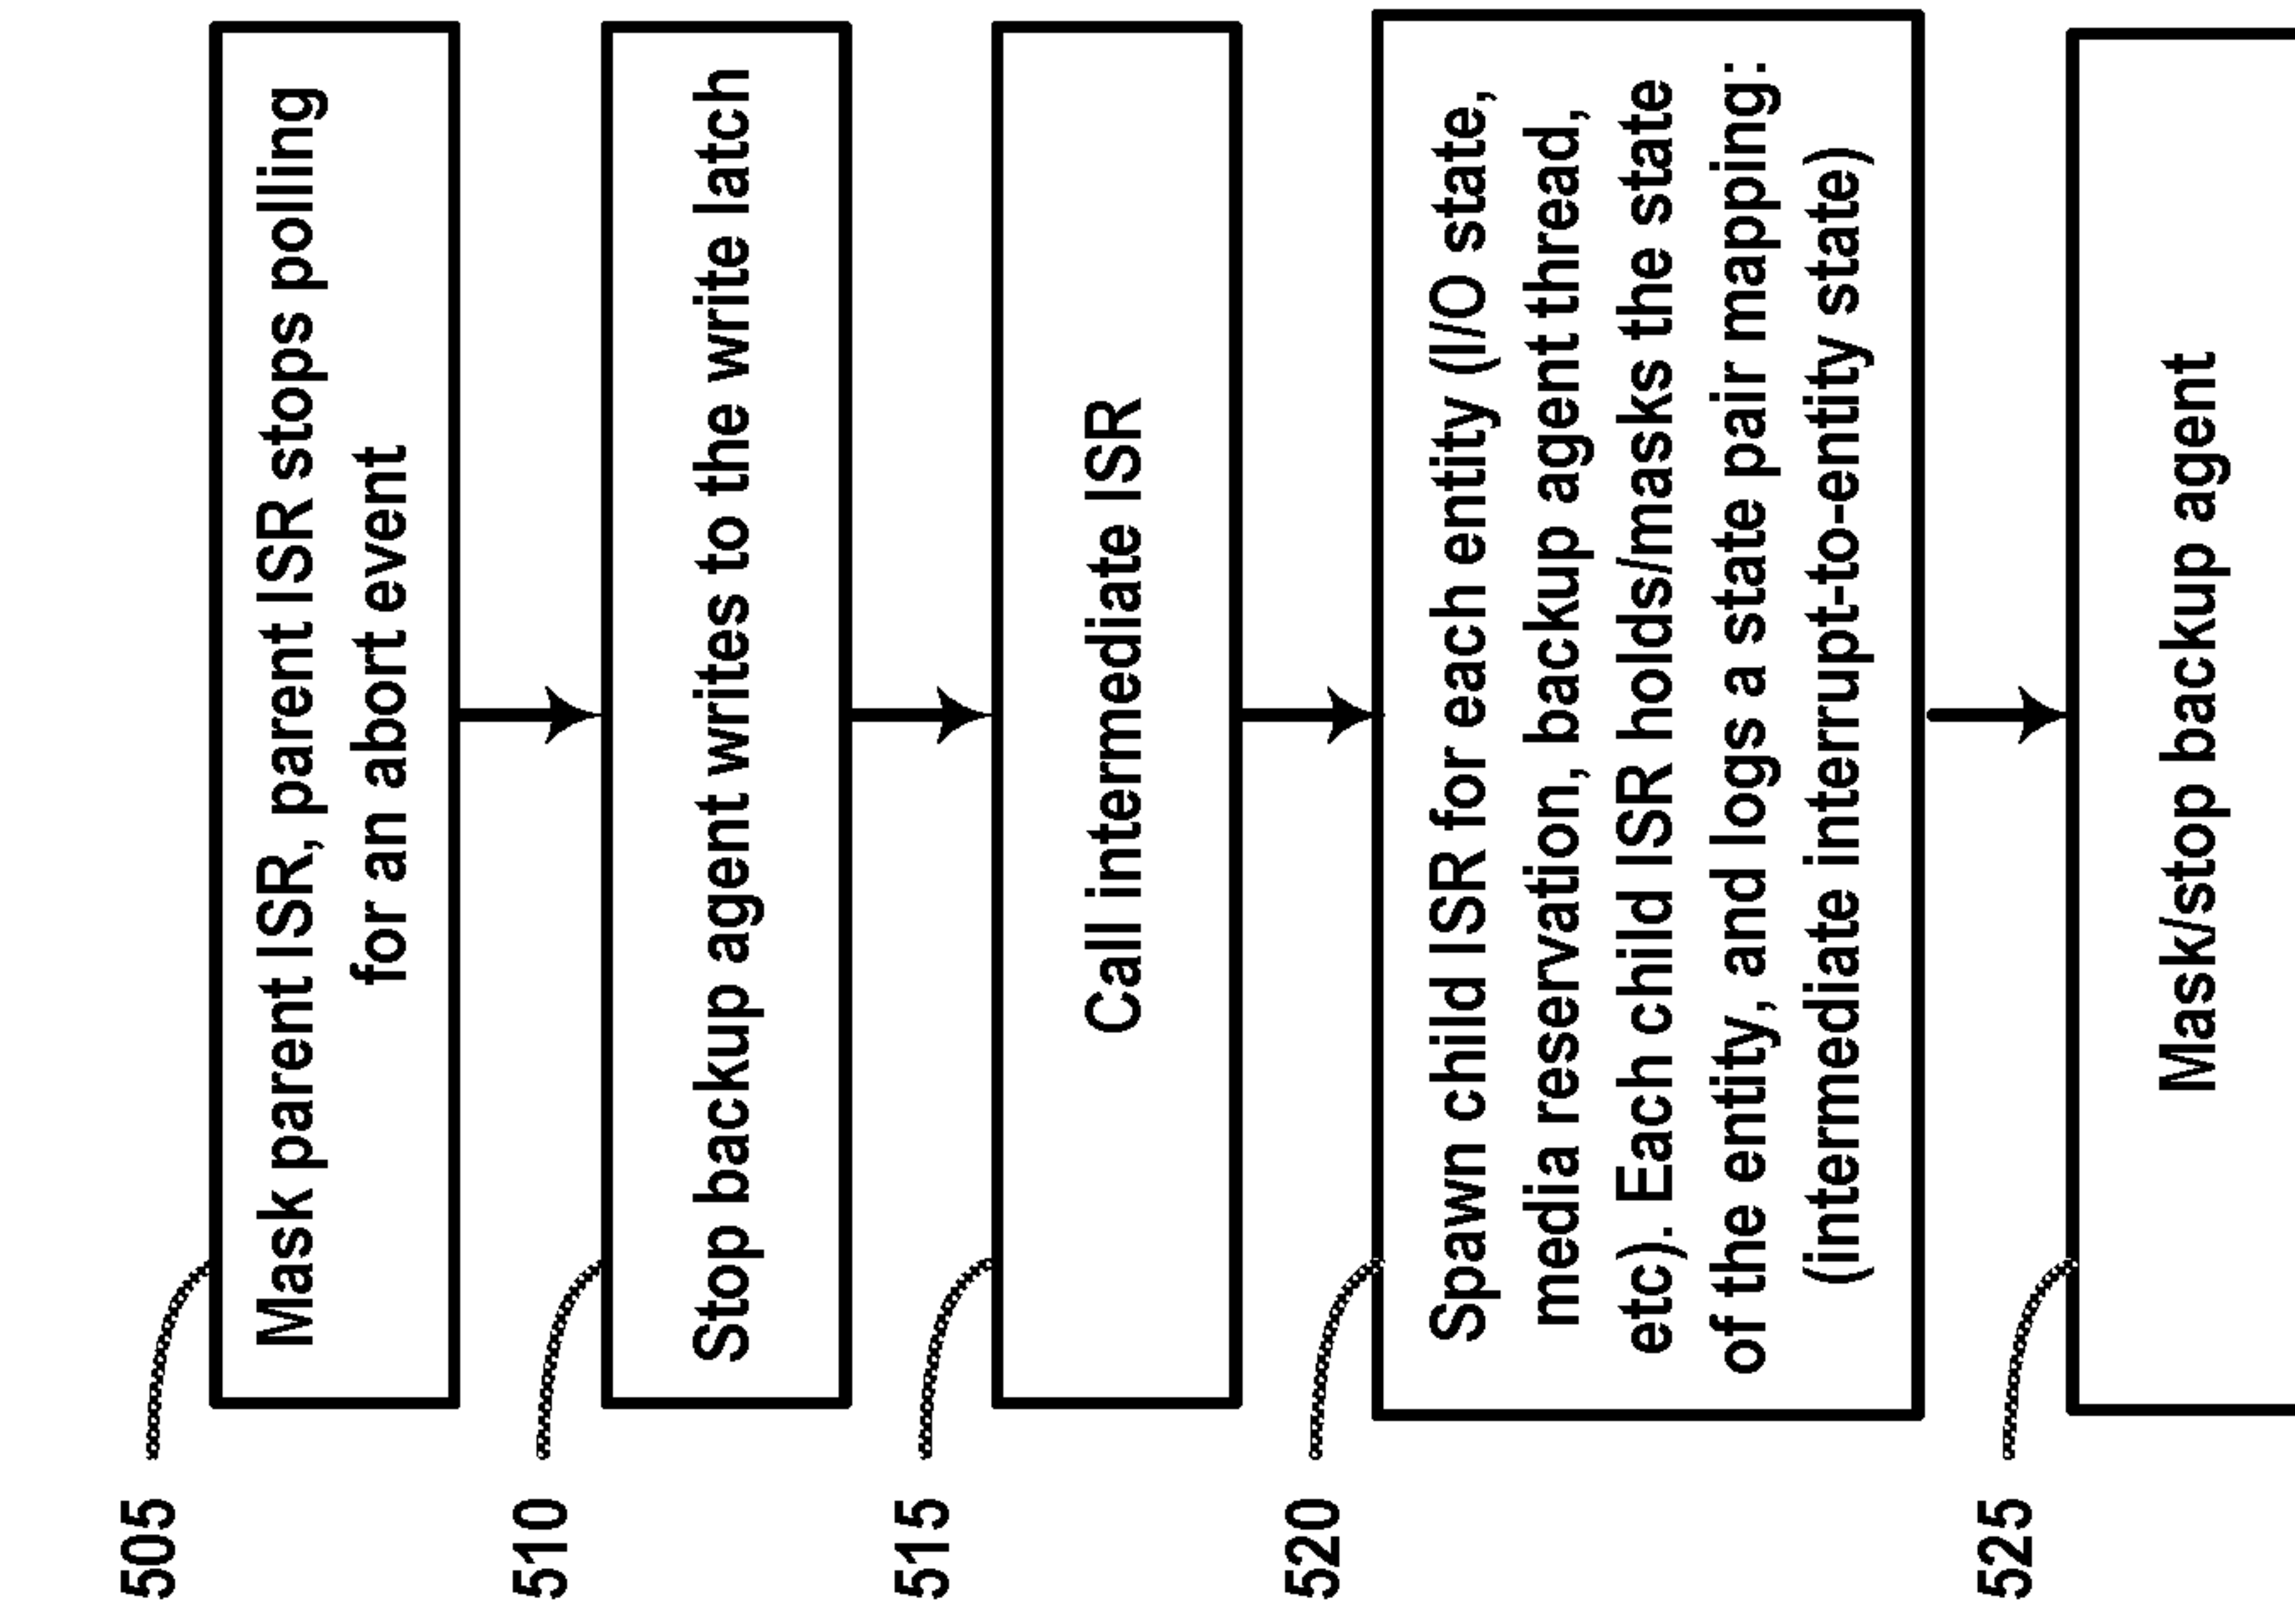 505
Mask parent ISR, parent ISR stops polling
for an abort event
510
Stop backup agent writes to the write latch
515
Call intermediate ISR
520
Spawn child ISR for each entity (I/O state,
media reservation, backup agent thread,
etc). Each child ISR holds/masks the state
of the entity, and logs a state pair mapping:
(intermediate interrupt-to-entity state)
525
Mask/stop backup agent